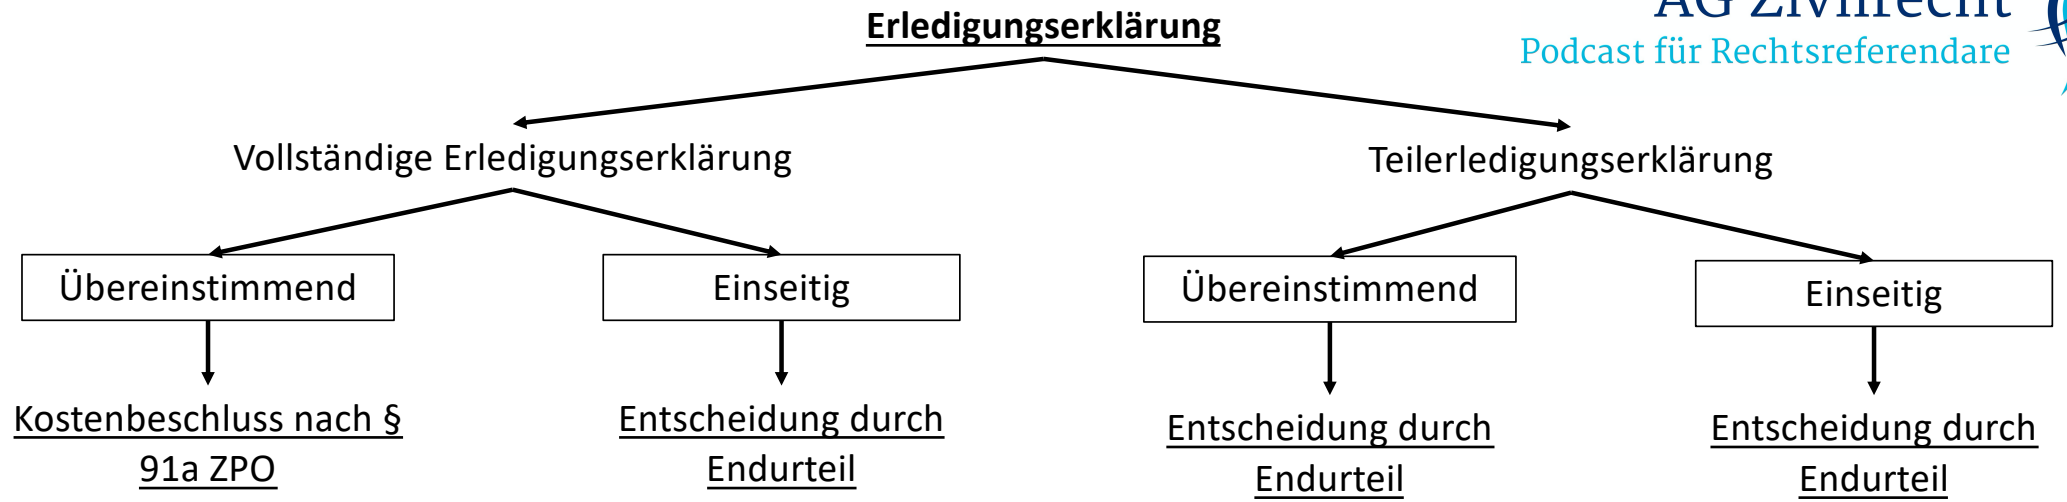 Erledigungserklärung
AG Zivilrecht
Podcast für Rechtsreferendare
Vollständige Erledigungserklärung
Teilerledigungserklärung
Übereinstimmend
Einseitig
Übereinstimmend
Einseitig
Kostenbeschluss nach §
91a ZPO
Entscheidung durch
Endurteil
Entscheidung durch
Endurteil
Entscheidung durch
Endurteil